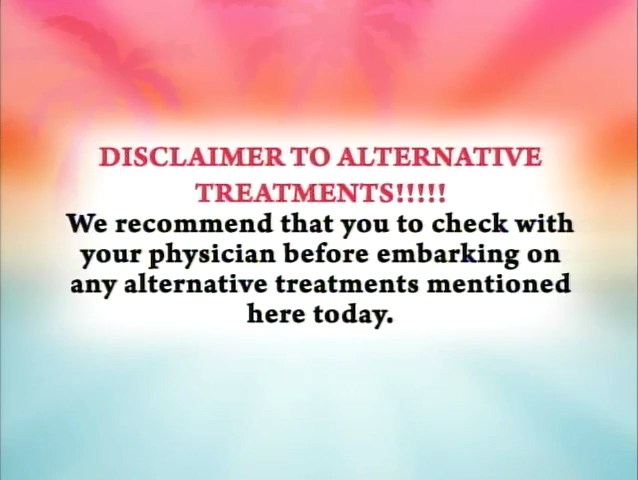 DISCLAIMER TO ALTERNATIVE
TREATMENTS!!!!!
We recommend that you to check with
your physician before embarking on
any alternative treatments mentioned
here today.